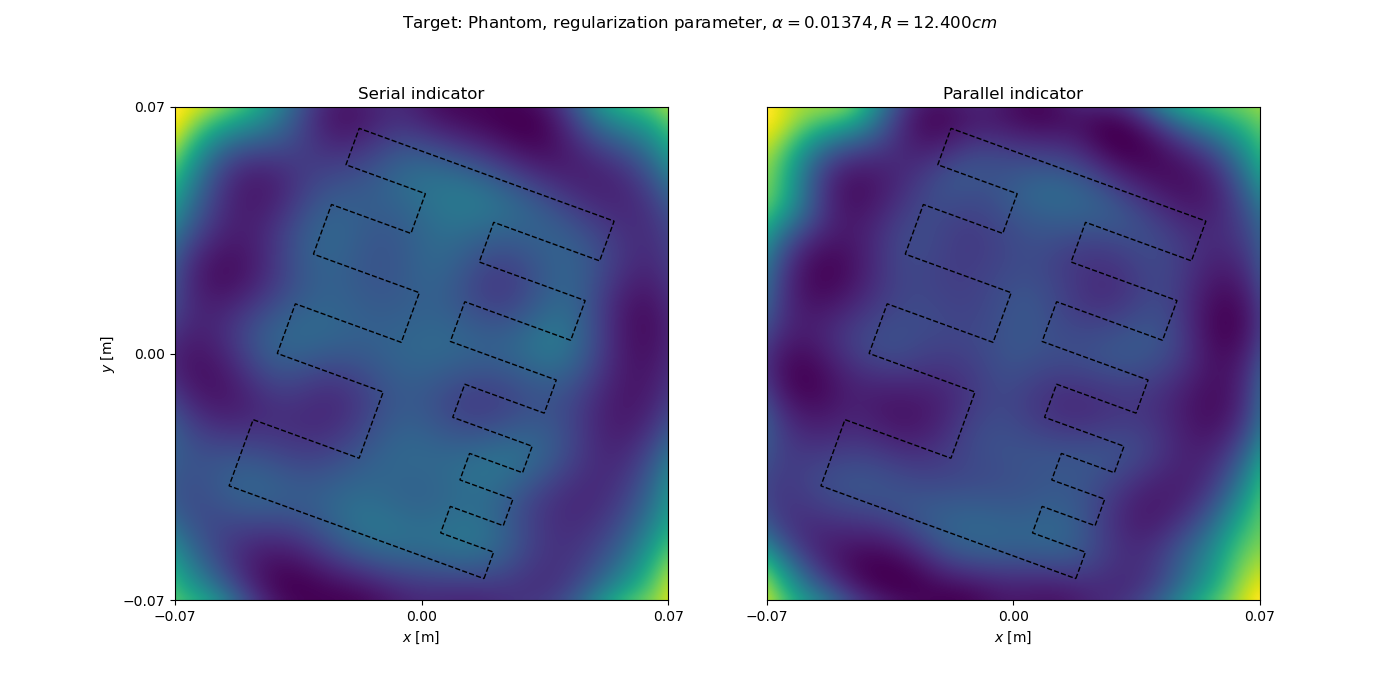 Target: Phantom, regularization parameter, α = 0.01374, R = 12.400cm
Serial indicator
Parallel indicator
0.07
0.00
−0.07
y [m]
−0.07
0.00
0.07
−0.07
0.00
0.07
x [m]
x [m]